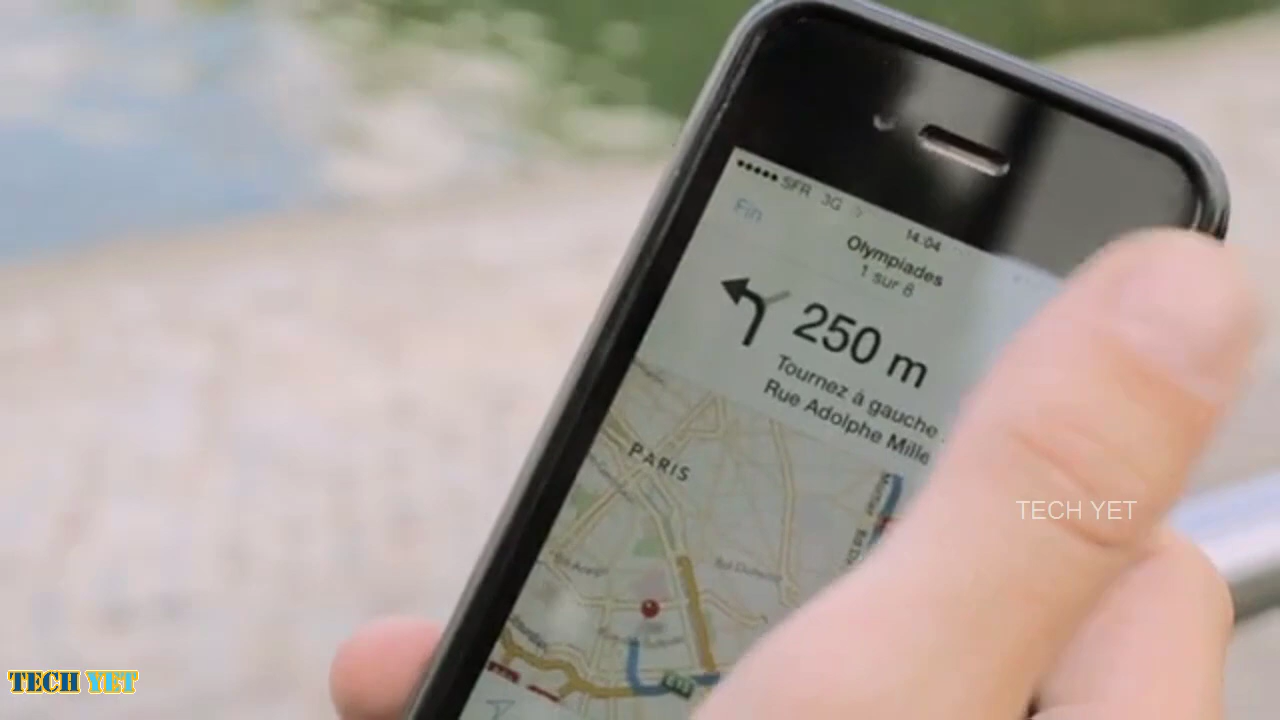 SFR 3G
14:04
Fin
Olympiades
1 sur 8
250 m
Tournez à gauche
Rue Adolphe Mille
PARIS
TECH YET
TECH YET